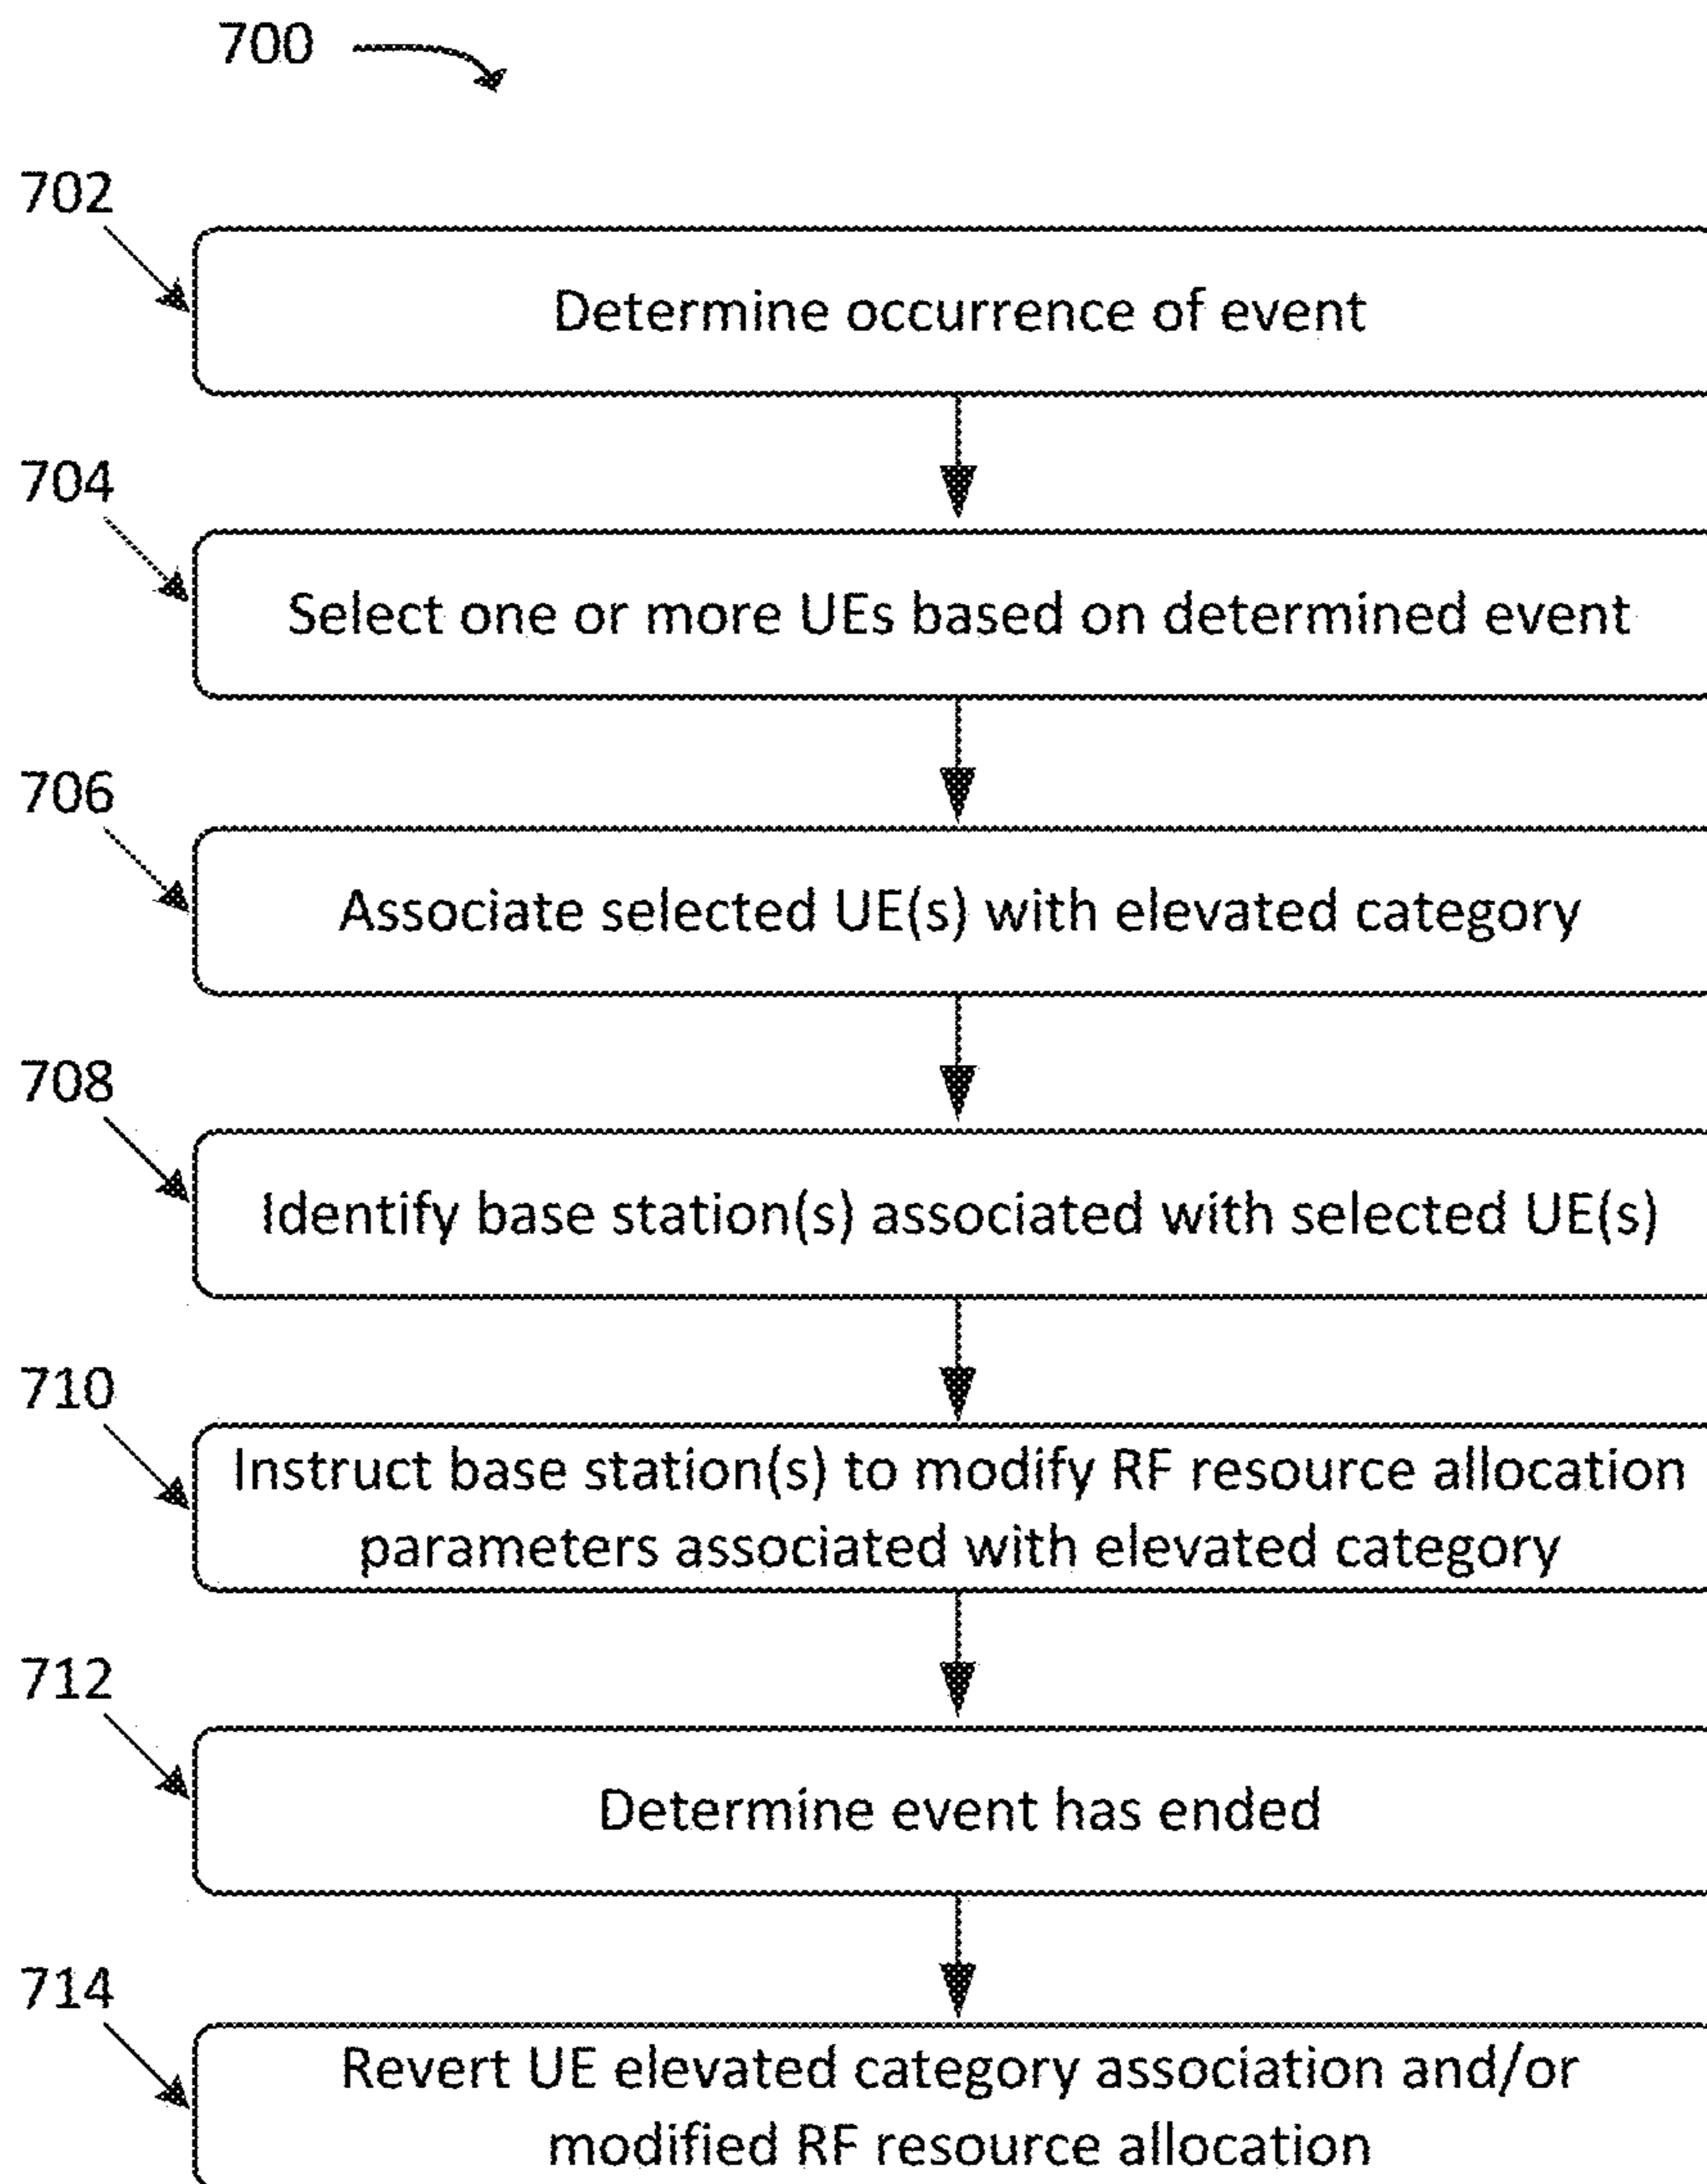 700
702
Determine occurrence of event
704
Select one or more UEs based on determined event
706
Associate selected UE(s) with elevated category
708
Identify base station(s) associated with selected UE(s)
710
Instruct base station(s) to modify RF resource allocation
parameters associated with elevated category
712
Determine event has ended
714
Revert UE elevated category association and/or
modified RF resource allocation